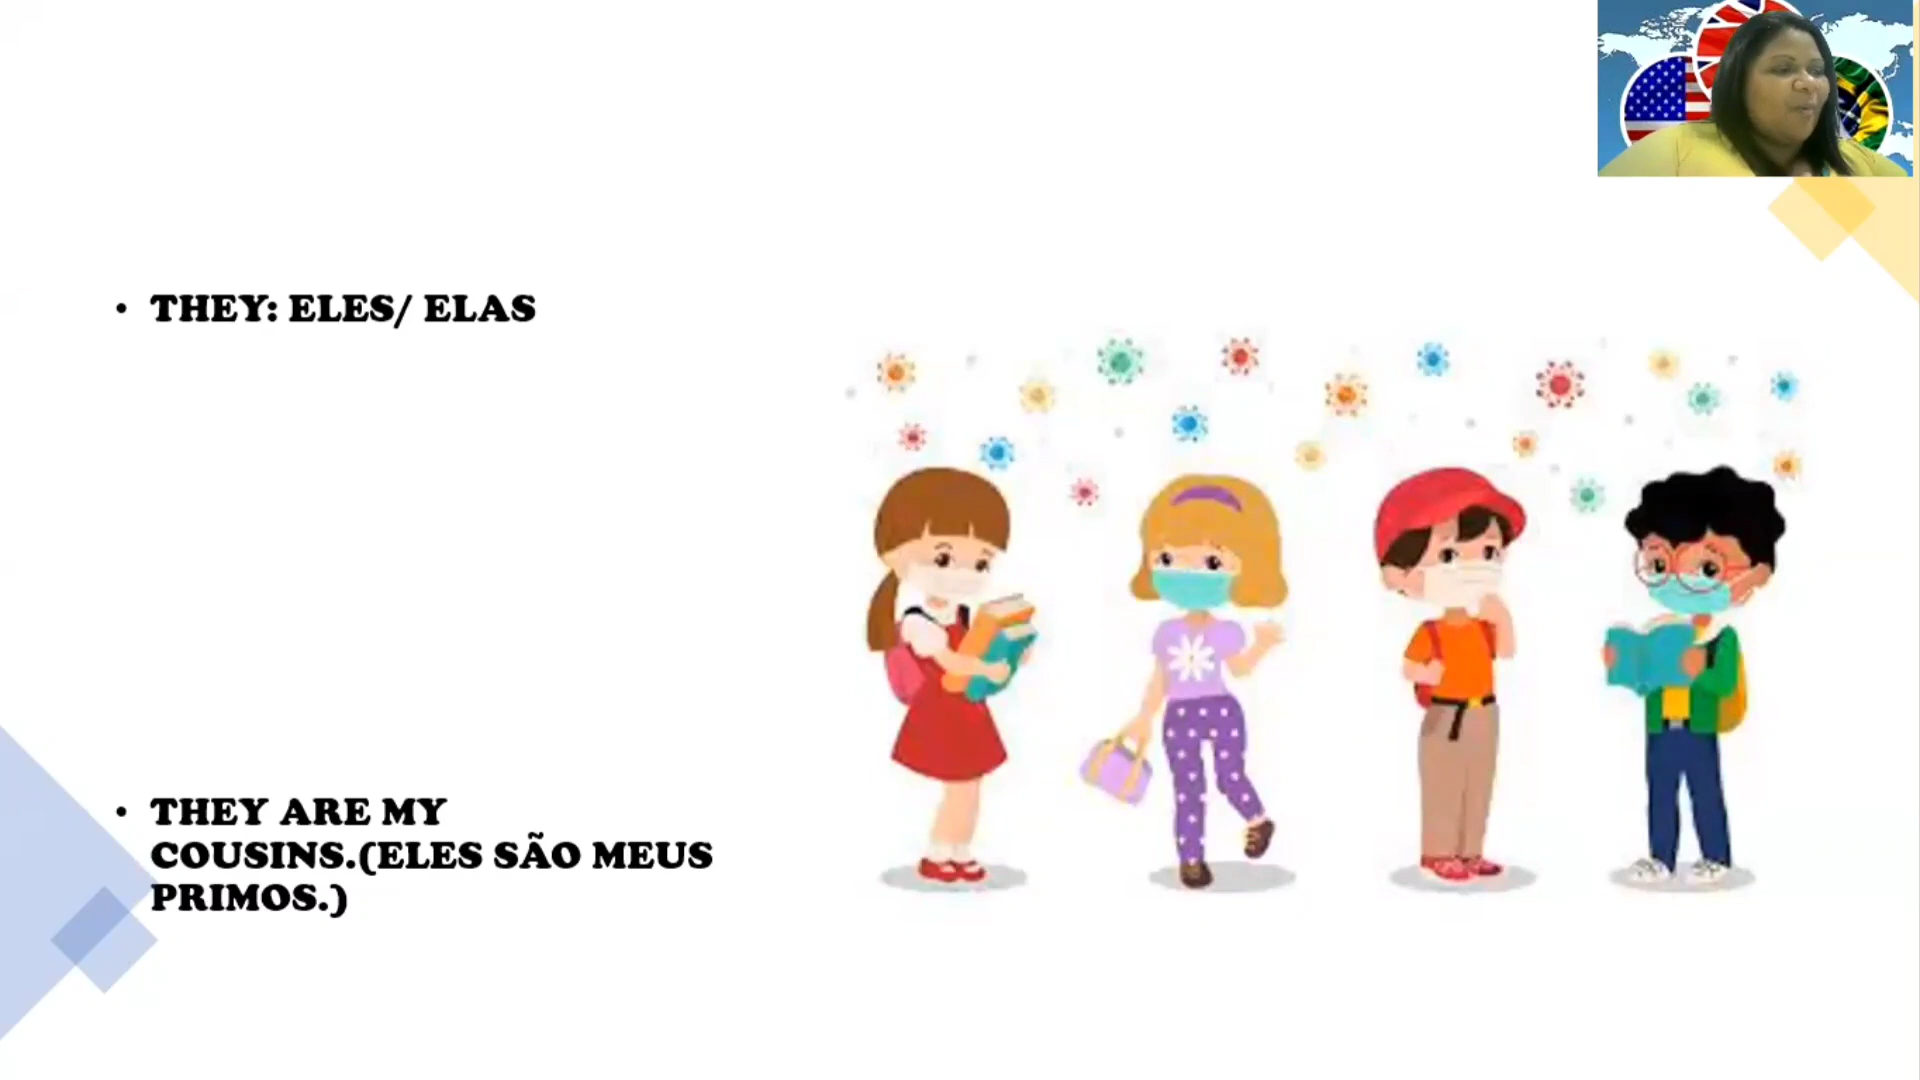 • THEY: ELES/ ELAS
• THEY ARE MY
COUSINS.(ELES SÃO MEUS
PRIMOS.)